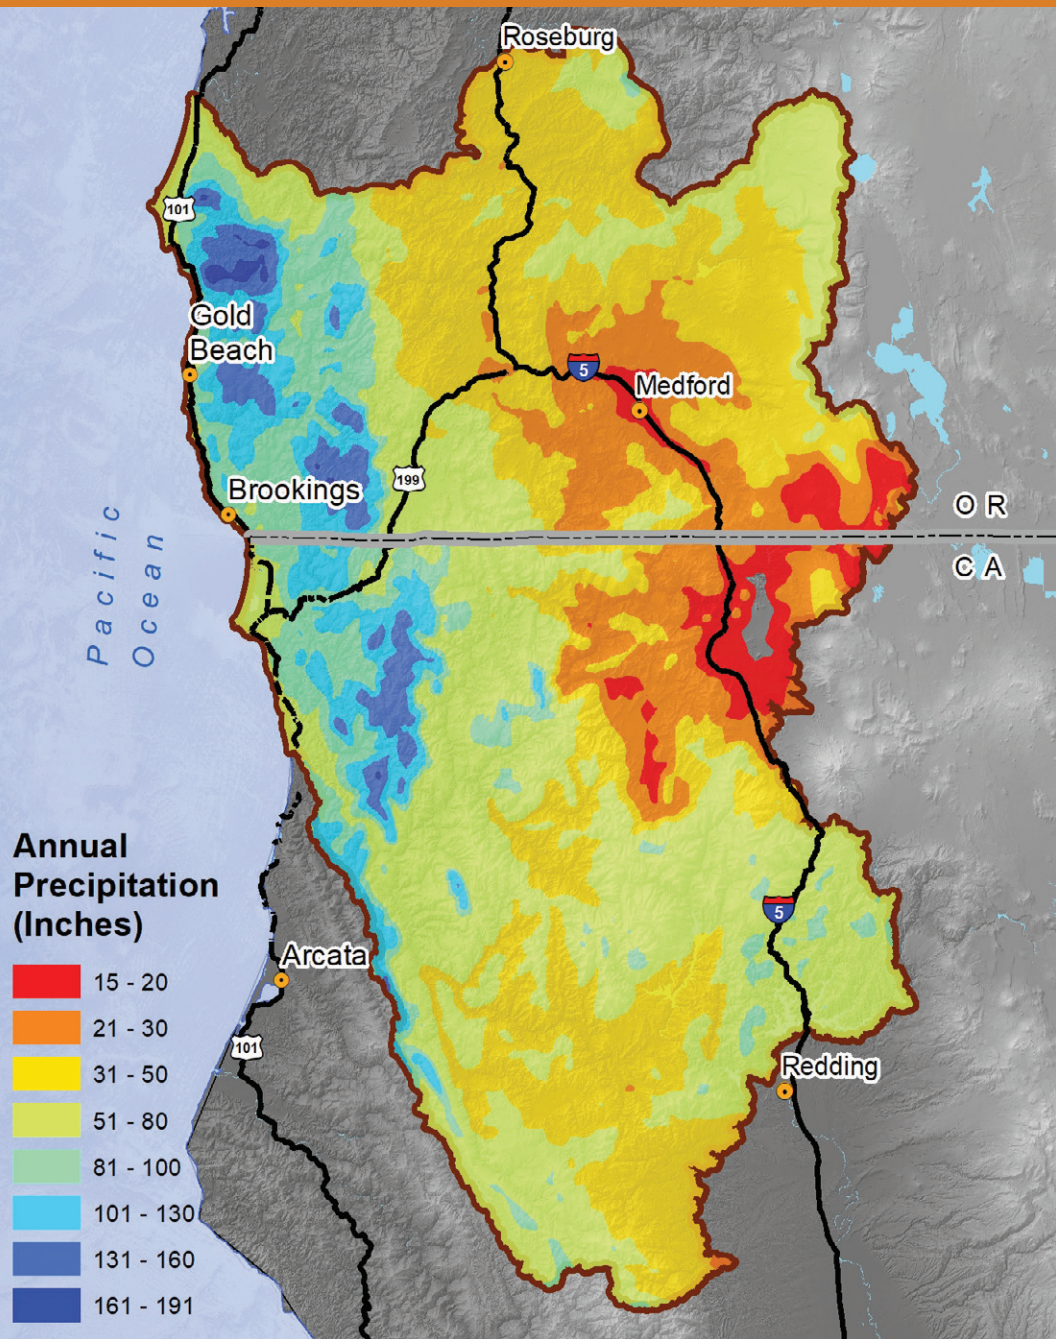 Roseburg
101
Gold
Beach
5
Medford
199
Brookings
O R
C A
Pacific
Ocean
Annual
Precipitation
(Inches)
5
Arcata
101
Redding
15 - 20
21 - 30
31 - 50
51 - 80
81 - 100
101 - 130
131 - 160
161 - 191